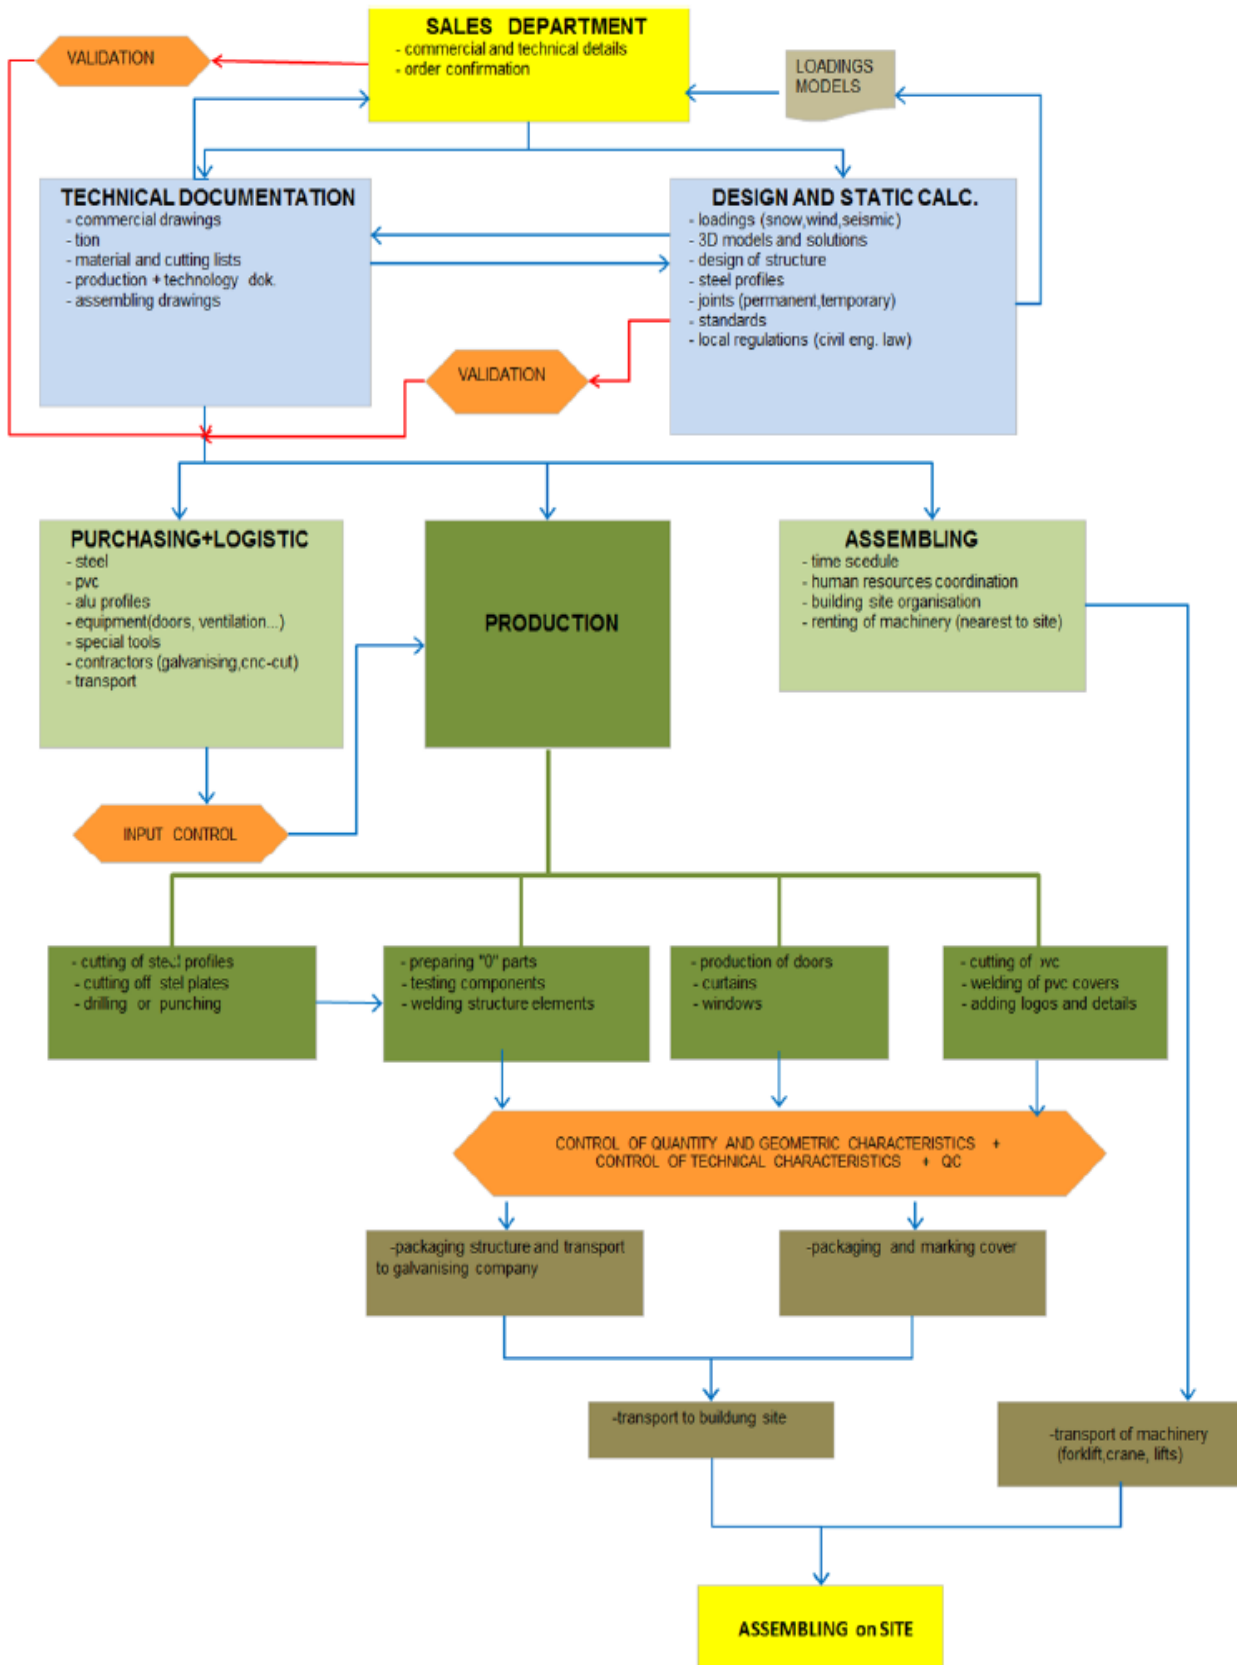 SALES DEPARTMENT
- commercial and technical details
- order confirmation
VALIDATION
LOADINGS
MODELS
TECHNICAL DOCUMENTATION
- commercial drawings
- tion
- material and cutting lists
- production + technology dok.
- assembling drawings
DESIGN AND STATIC CALC.
- loadings (snow,wind,seismic)
- 3D models and solutions
- design of structure
- steel profiles
- joints (permanent,temporary)
- standards
- local regulations (civil eng. law)
VALIDATION
PURCHASING+LOGISTIC
- steel
- pvc
- alu profiles
- equipment(doors, ventilation...)
- special tools
- contractors (galvanising,cnc-cut)
- transport
PRODUCTION
ASSEMBLING
- time scedule
- human resources coordination
- building site organisation
- renting of machinery (nearest to site)
INPUT CONTROL
- cutting of steel profiles
- cutting off stel plates
- drilling or punching
- preparing "0" parts
- testing components
- welding structure elements
- production of doors
- curtains
- windows
- cutting of pvc
- welding of pvc covers
- adding logos and details
CONTROL OF QUANTITY AND GEOMETRIC CHARACTERISTICS +
CONTROL OF TECHNICAL CHARACTERISTICS + QC
-packaging structure and transport
to galvanising company
-packaging and marking cover
-transport to buildung site
-transport of machinery
(forklift,crane, lifts)
ASSEMBLING on SITE